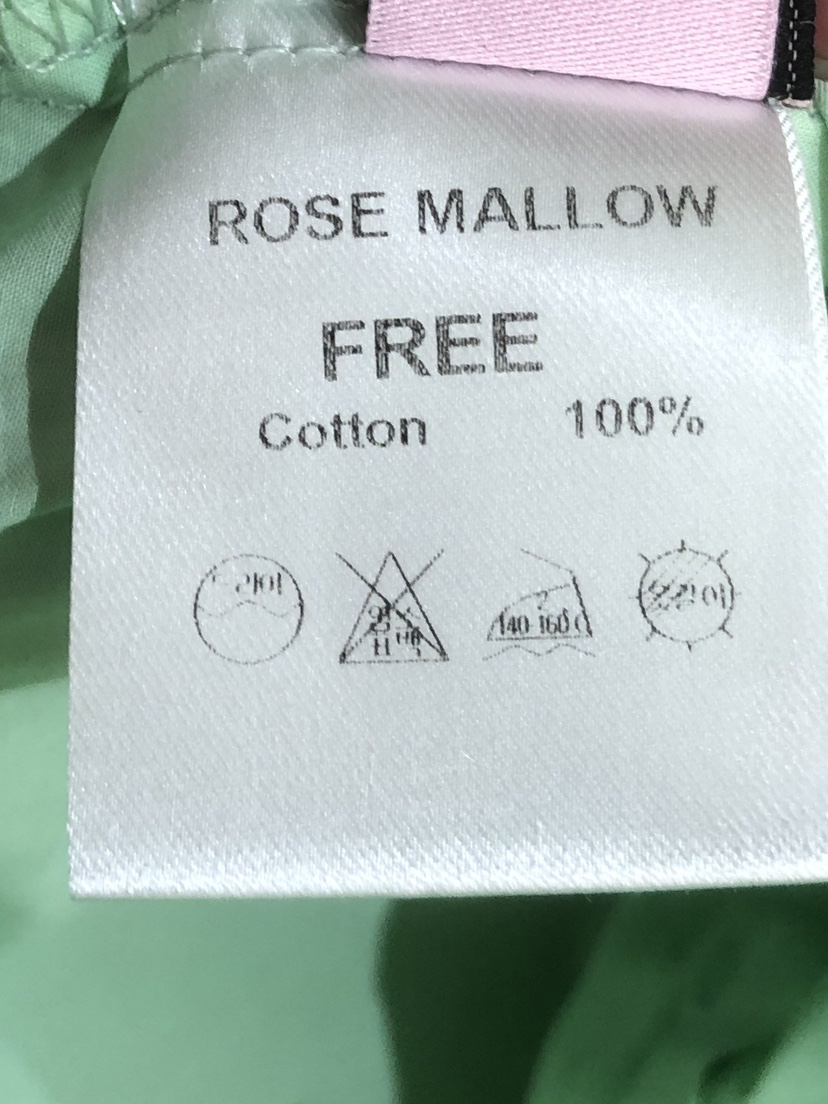 ROSE MALLOW
FREE
Cotton 100%
140 160